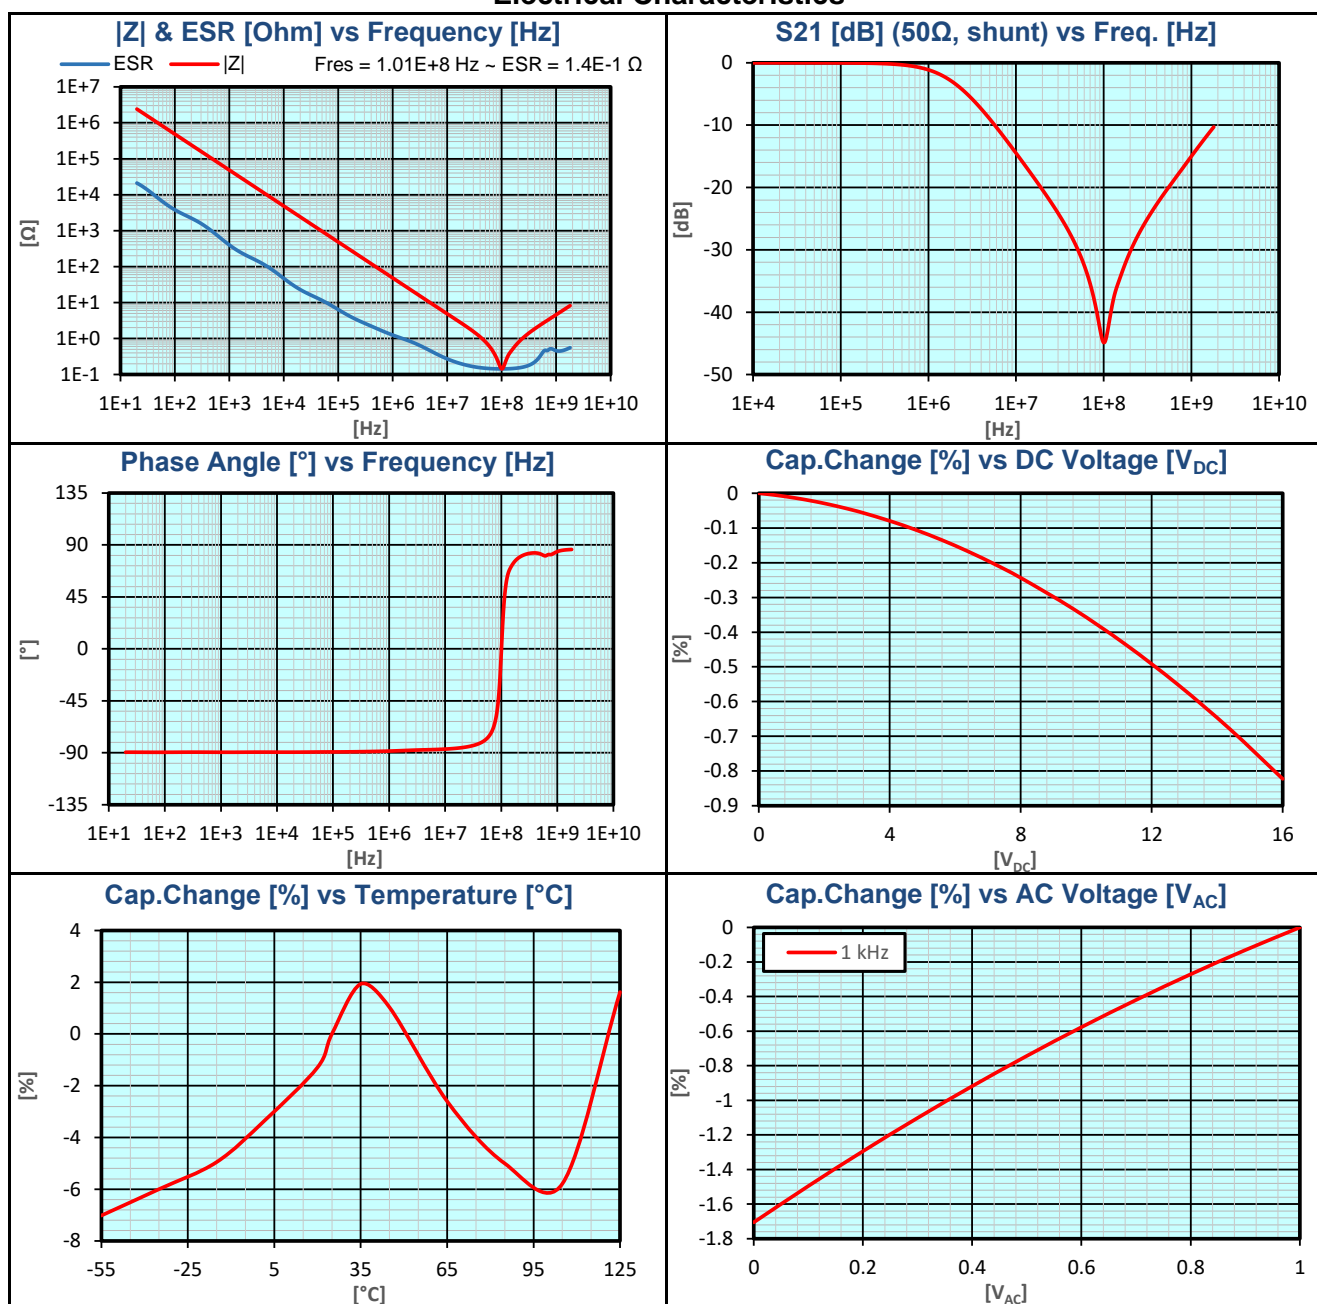 Electrical Characteristics
|Z| & ESR [Ohm] vs Frequency [Hz]
ESR |Z| Fres = 1.01E+8 Hz ~ ESR = 1.4E-1 Ω
1E+7
1E+6
1E+5
1E+4
1E+3
1E+2
1E+1
1E+0
1E-1
[Ω]
1E+1 1E+2 1E+3 1E+4 1E+5 1E+6 1E+7 1E+8 1E+9 1E+10
[Hz]
S21 [dB] (50Ω, shunt) vs Freq. [Hz]
0
-10
-20
-30
-40
-50
[dB]
1E+4 1E+5 1E+6 1E+7 1E+8 1E+9 1E+10
[Hz]
Phase Angle [°] vs Frequency [Hz]
135
90
45
0
-45
-90
-135
[°]
1E+1 1E+2 1E+3 1E+4 1E+5 1E+6 1E+7 1E+8 1E+9 1E+10
[Hz]
Cap.Change [%] vs DC Voltage [VDC]
0
-0.1
-0.2
-0.3
-0.4
-0.5
-0.6
-0.7
-0.8
-0.9
[%]
0 4 8 12 16
[VDC]
Cap.Change [%] vs Temperature [°C]
4
2
0
-2
-4
-6
-8
[%]
-55 -25 5 35 65 95 125
[°C]
Cap.Change [%] vs AC Voltage [VAC]
1 kHz
0
-0.2
-0.4
-0.6
-0.8
-1
-1.2
-1.4
-1.6
-1.8
[%]
0 0.2 0.4 0.6 0.8 1
[VAC]